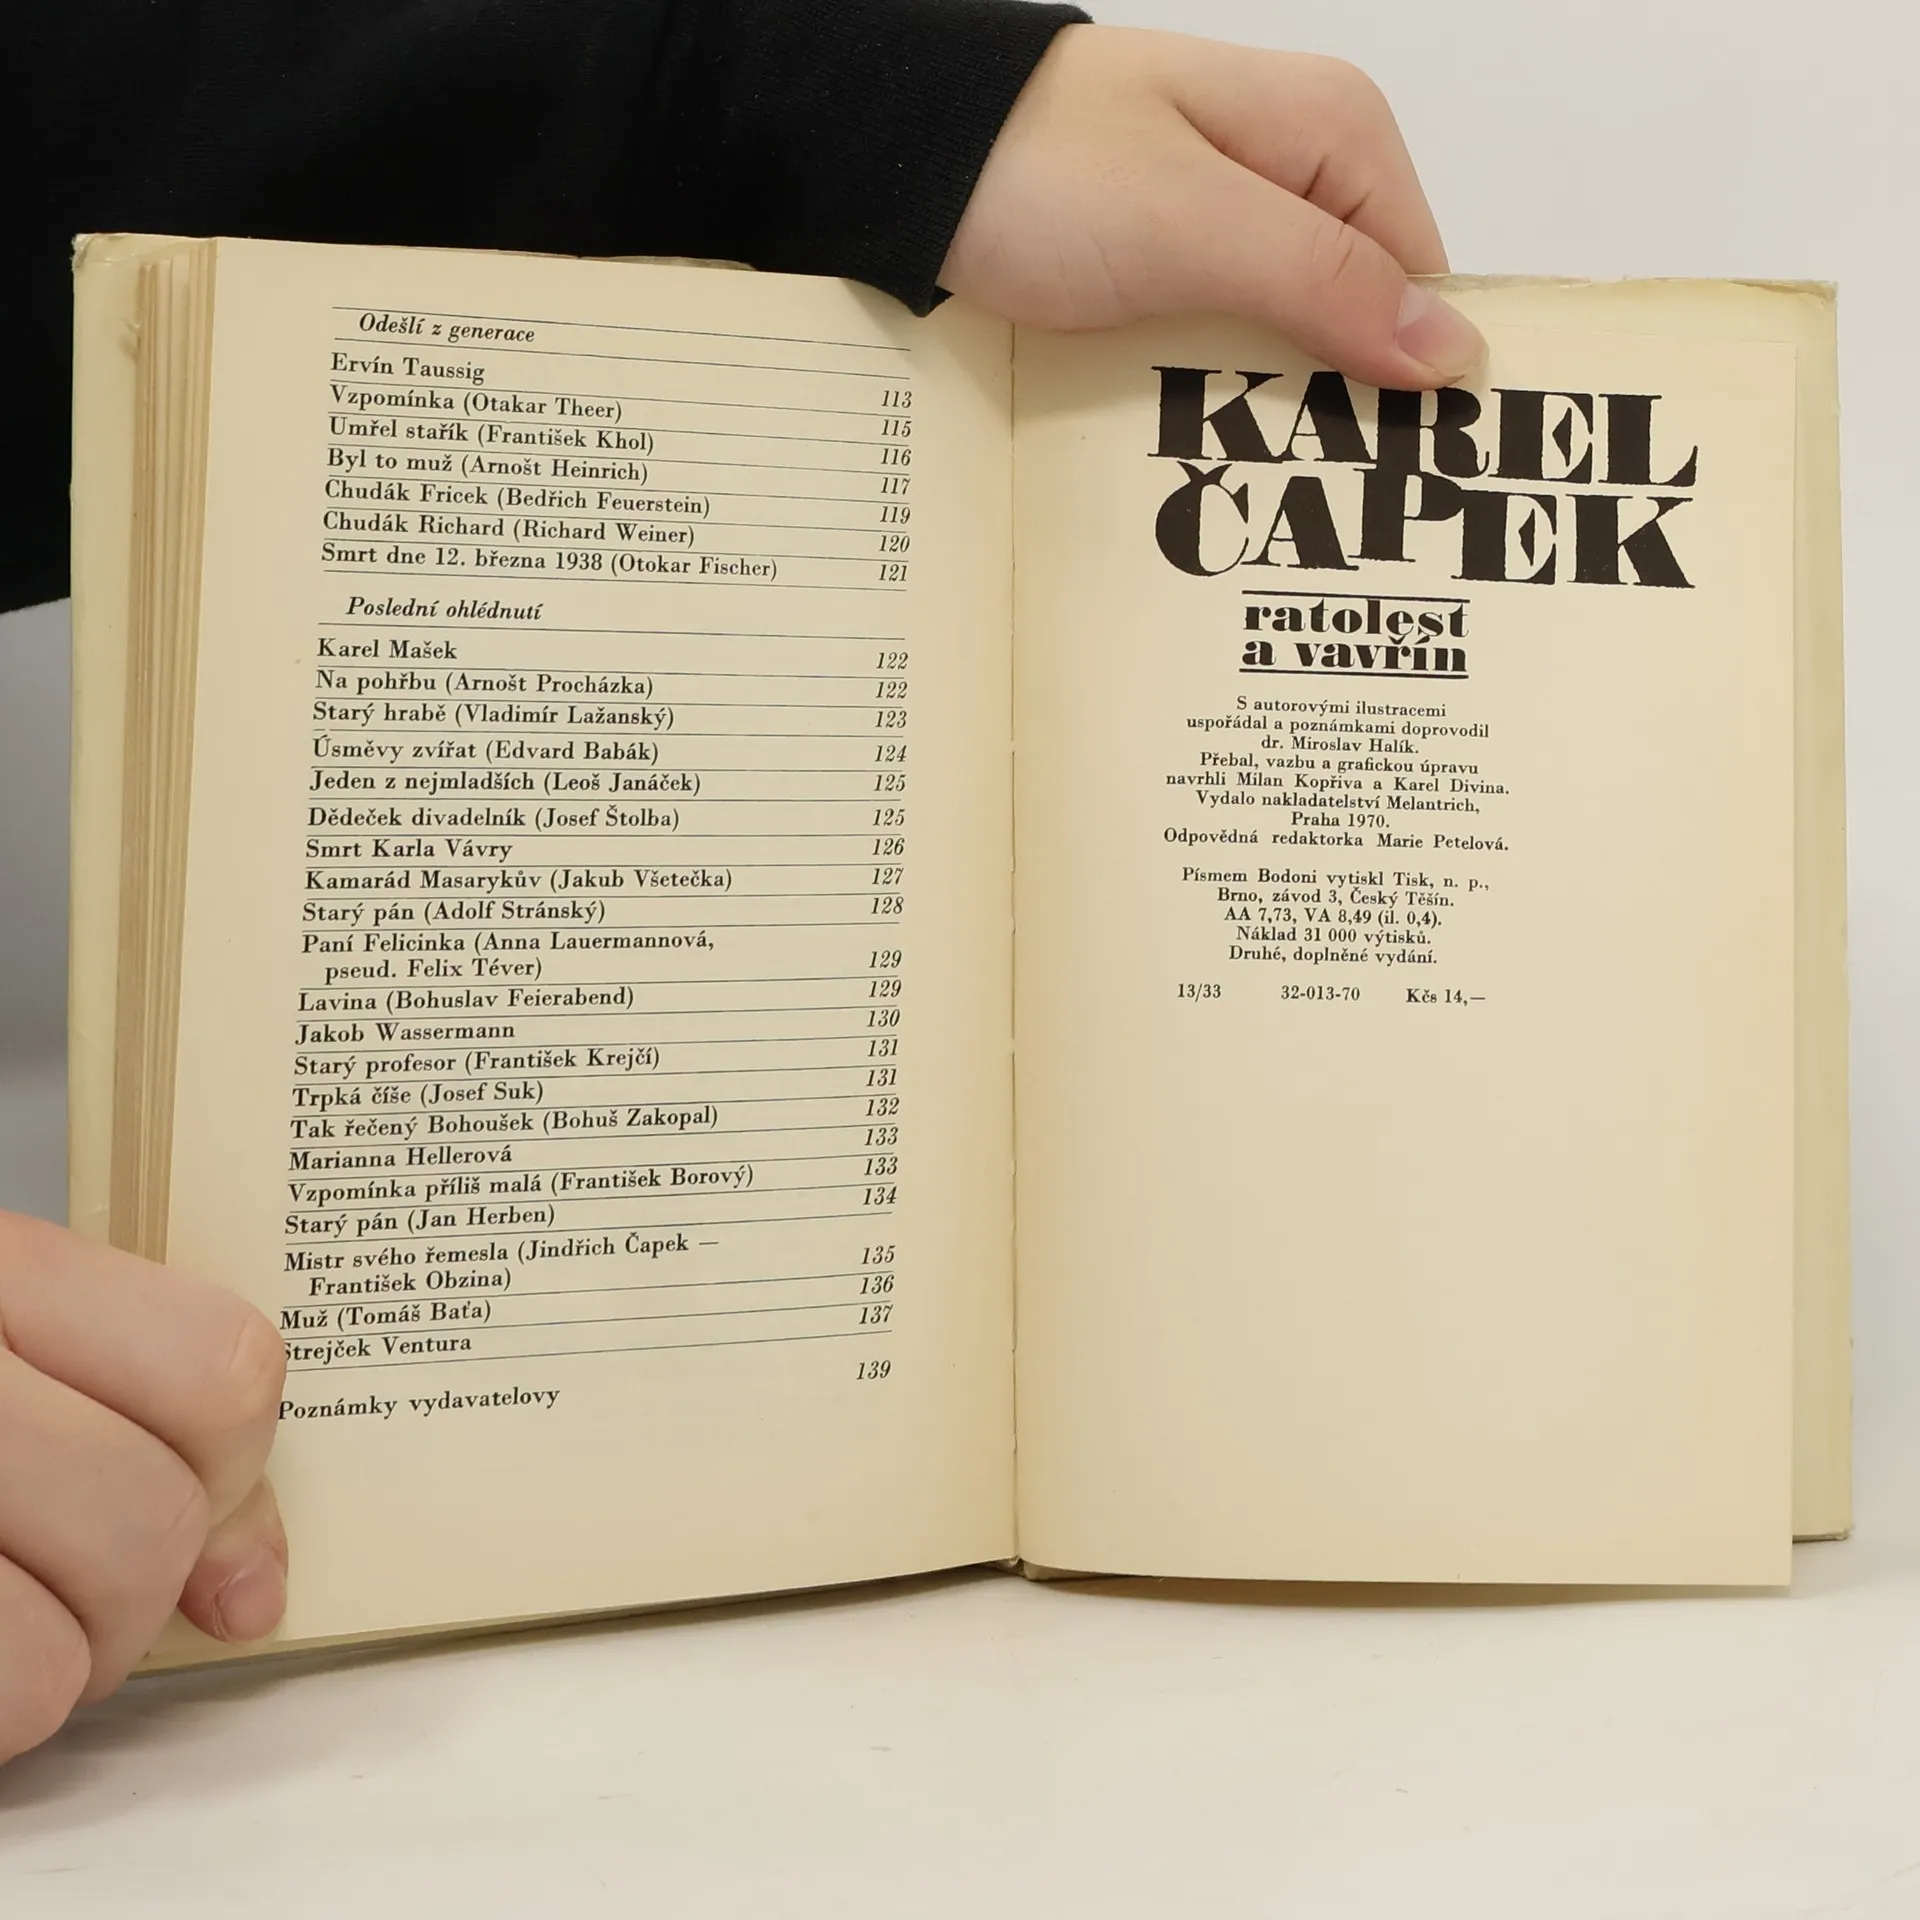 Odešlí z generace
Ervín Taussig 113
Vzpomínka (Otakar Theer) 115
Umřel stařík (František Khol) 116
Byl to muž (Arnošt Heinrich) 117
Chudák Fricek (Bedřich Feuerstein) 119
Chudák Richard (Richard Weiner) 120
Smrt dne 12. března 1938 (Otokar Fischer) 121
Poslední ohlédnutí
Karel Mašek 122
Na pohřbu (Arnošt Procházka) 122
Starý hrabě (Vladimír Lažanský) 123
Úsměvy zvířat (Edvard Babák) 124
Jeden z nejmladších (Leoš Janáček) 125
Dědeček divadelník (Josef Štolba) 125
Smrt Karla Vávry 126
Kamarád Masarykův (Jakub Všetečka) 127
Starý pán (Adolf Stránský) 128
Paní Felicinka (Anna Lauermannová,
pseud. Felix Téver) 129
Lavina (Bohuslav Feierabend) 129
Jakob Wassermann 130
Starý profesor (František Krejčí) 131
Trpká číše (Josef Suk) 131
Tak řečený Bohoušek (Bohuš Zakopal) 132
Marianna Hellerová 133
Vzpomínka příliš malá (František Borový) 133
Starý pán (Jan Herben) 134
Mistr svého řemesla (Jindřich Čapek —
František Obzina) 135
Muž (Tomáš Baťa) 136
Strejček Ventura 137
Poznámky vydavatelovy 139
KAREL
ČAPEK
ratolest
a vavřín
S autorovými ilustracemi
uspořádal a poznámkami doprovodil
dr. Miroslav Halík.
Přebal, vazbu a grafickou úpravu
navrhli Milan Kopřiva a Karel Divina.
Vydalo nakladatelství Melantrich,
Praha 1970.
Odpovědná redaktorka Marie Petelová.
Písmem Bodoni vytiskl Tisk, n. p.,
Brno, závod 3, Český Těšín.
AA 7,73, VA 8,49 (il. 0,4).
Náklad 31 000 výtisků.
Druhé, doplněné vydání.
13/33 32-013-70 Kčs 14,—